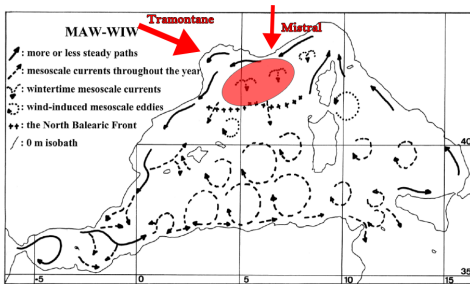 Tramontane
Mistral
MAW-WIW
: more or less steady paths
: mesoscale currents throughout the year
: wintertime mesoscale currents
: wind-induced mesoscale eddies
: the North Balearic Front
: 0 m isobath
40
35
-5
0
5
10
15